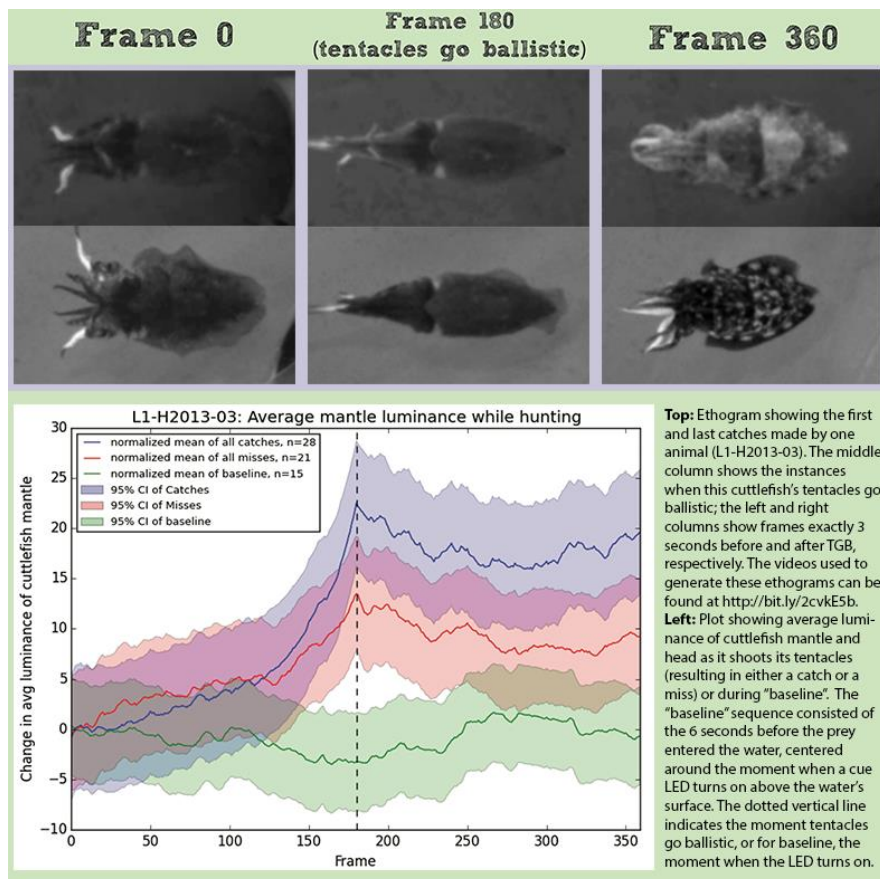 Frame 0
Frame 180
(tentacles go ballistic)
Frame 360
L1-H2013-03: Average mantle luminance while hunting
30
25
20
15
10
5
0
−5
−10
Change in avg luminance of cuttlefish mantle
normalized mean of all catches, n=28
normalized mean of all misses, n=21
normalized mean of baseline, n=15
95% CI of Catches
95% CI of Misses
95% CI of baseline
0 50 100 150 200 250 300 350
Frame
Top: Ethogram showing the first
and last catches made by one
animal (L1-H2013-03). The middle
column shows the instances
when this cuttlefish's tentacles go
ballistic; the left and right
columns show frames exactly 3
seconds before and after TGB,
respectively. The videos used to
generate these ethograms can be
found at http://bit.ly/2cvkE5b.
Left: Plot showing average lumi-
nance of cuttlefish mantle and
head as it shoots its tentacles
(resulting in either a catch or a
miss) or during "baseline". The
"baseline" sequence consisted of
the 6 seconds before the prey
entered the water, centered
around the moment when a cue
LED turns on above the water's
surface. The dotted vertical line
indicates the moment tentacles
go ballistic, or for baseline, the
moment when the LED turns on.